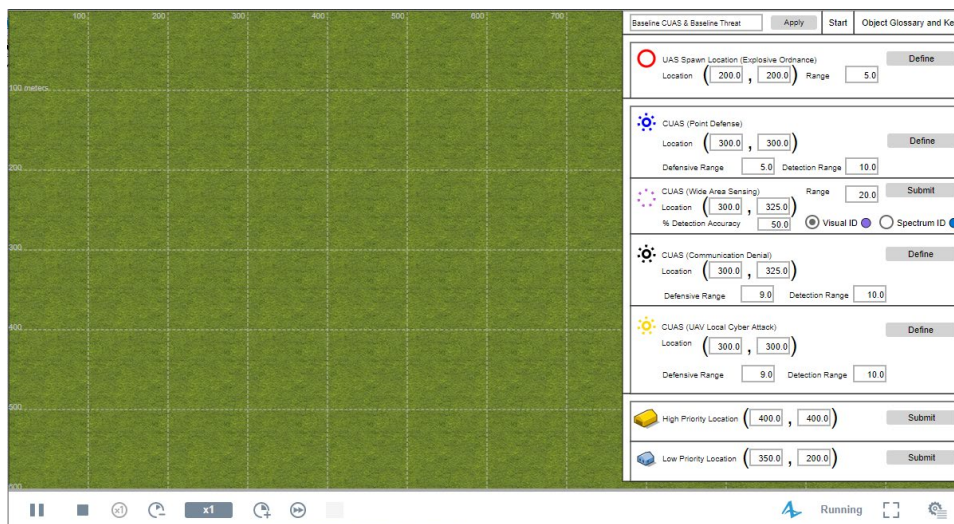 100 200 300 400 500 600 700
100 meters
200
300
400
500
600
Baseline CUAS & Baseline Threat Apply Start Object Glossary and Ke
UAS Spawn Location (Explosive Ordnance) Define
Location ( 200.0 , 200.0 ) Range 5.0
CUAS (Point Defense)
Location ( 300.0 , 300.0 ) Define
Defensive Range 5.0 Detection Range 10.0
CUAS (Wide Area Sensing) Range 20.0 Submit
Location ( 300.0 , 325.0 )
% Detection Accuracy 50.0 Visual ID Spectrum ID
CUAS (Communication Denial) Define
Location ( 300.0 , 325.0 )
Defensive Range 9.0 Detection Range 10.0
CUAS (UAV Local Cyber Attack) Define
Location ( 300.0 , 300.0 )
Defensive Range 9.0 Detection Range 10.0
High Priority Location ( 400.0 , 400.0 ) Submit
Low Priority Location ( 350.0 , 200.0 ) Submit
x1 x1 Running